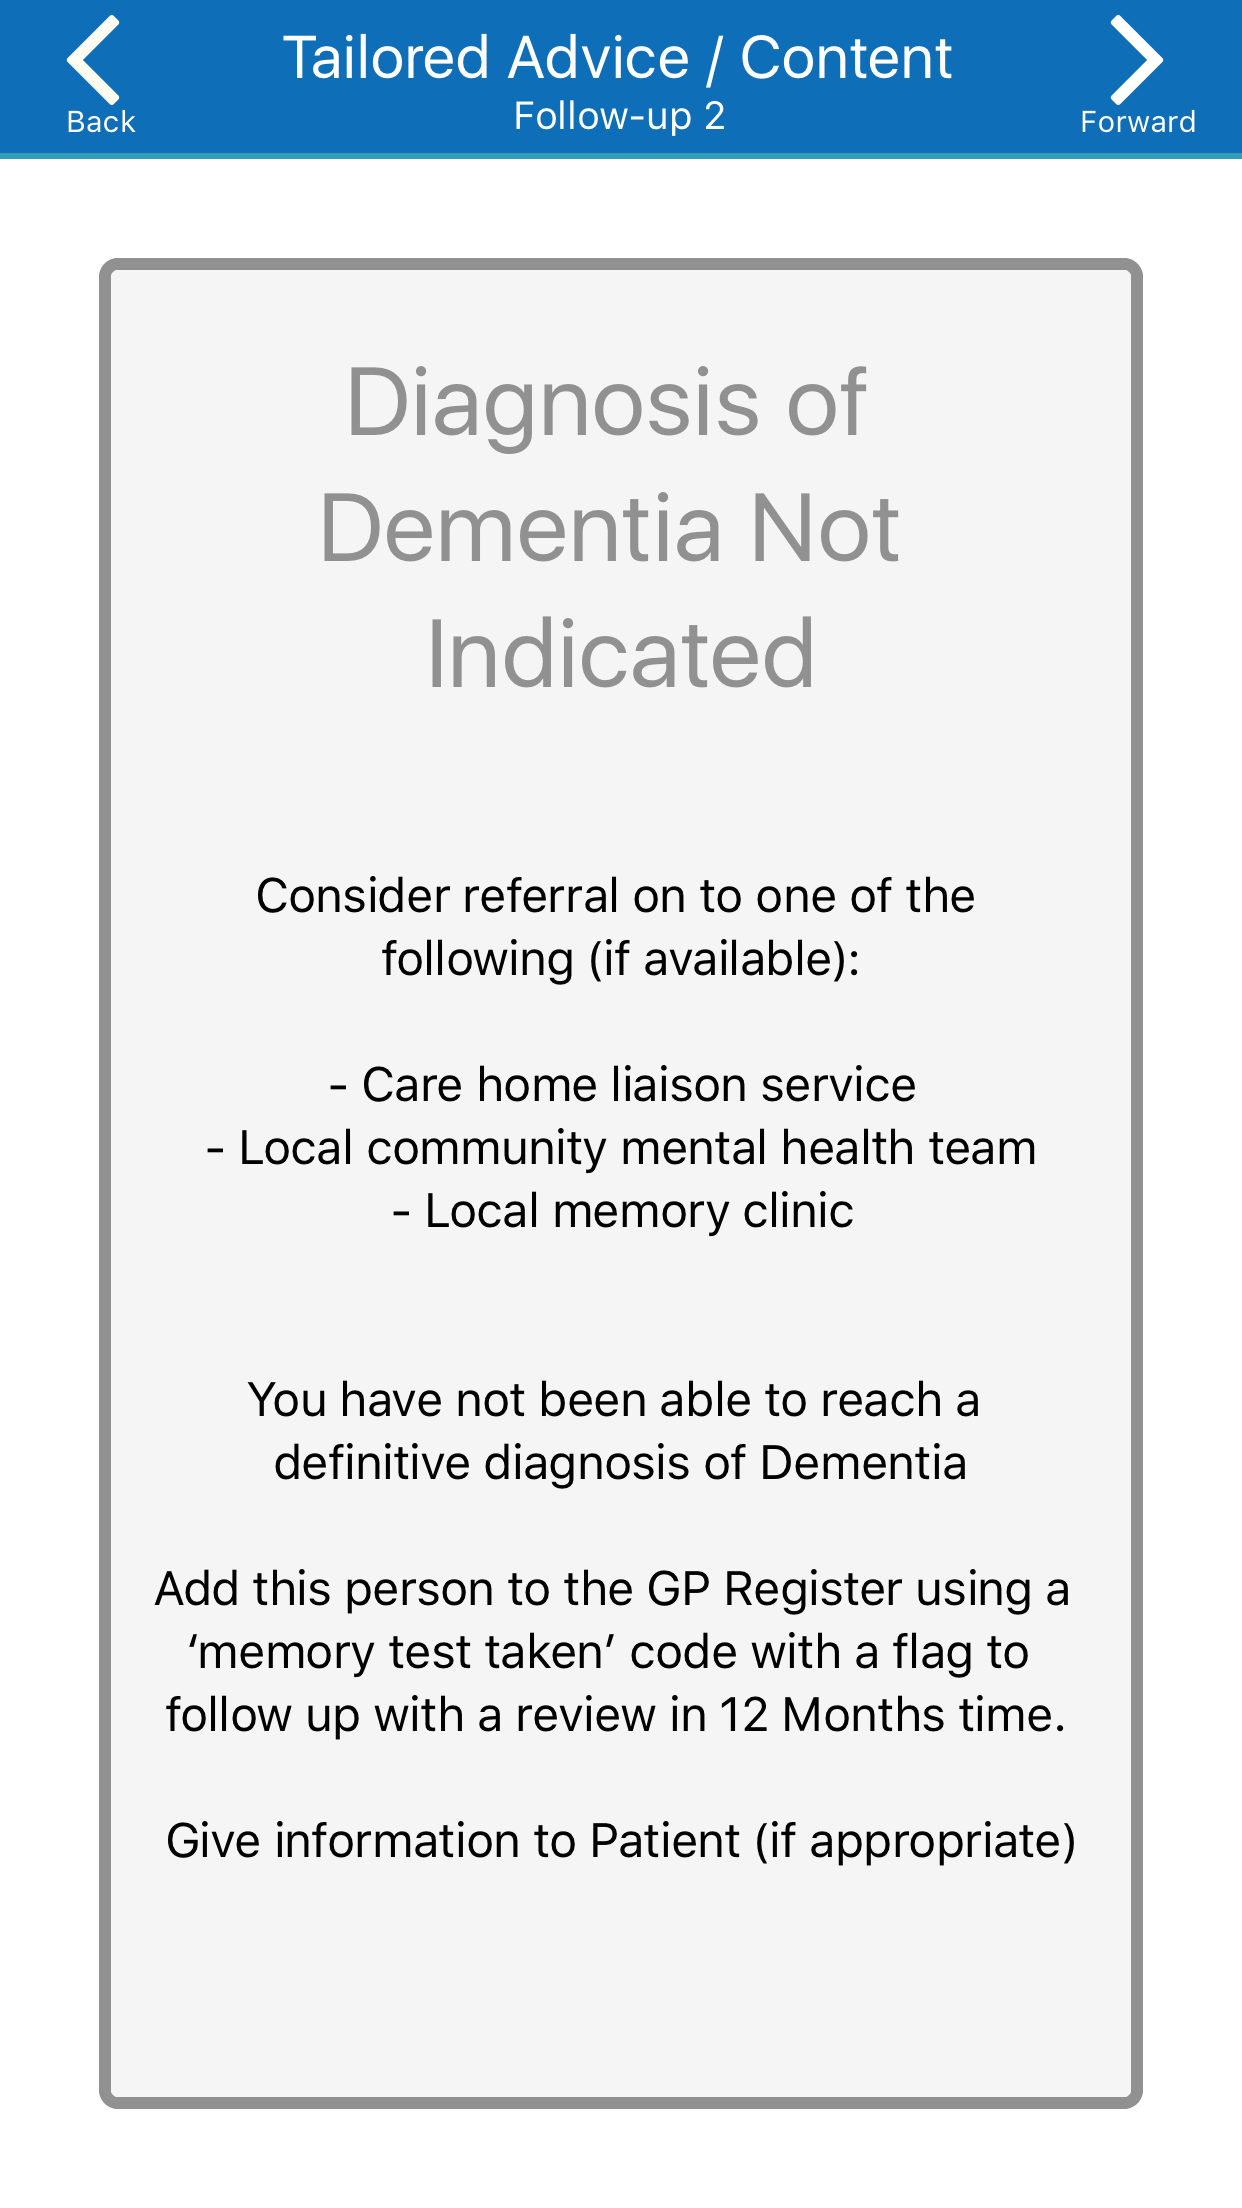 Tailored Advice / Content
Follow-up 2
Back
Forward
Diagnosis of
Dementia Not
Indicated
Consider referral on to one of the
following (if available):
- Care home liaison service
- Local community mental health team
- Local memory clinic
You have not been able to reach a
definitive diagnosis of Dementia
Add this person to the GP Register using a
‘memory test taken’ code with a flag to
follow up with a review in 12 Months time.
Give information to Patient (if appropriate)